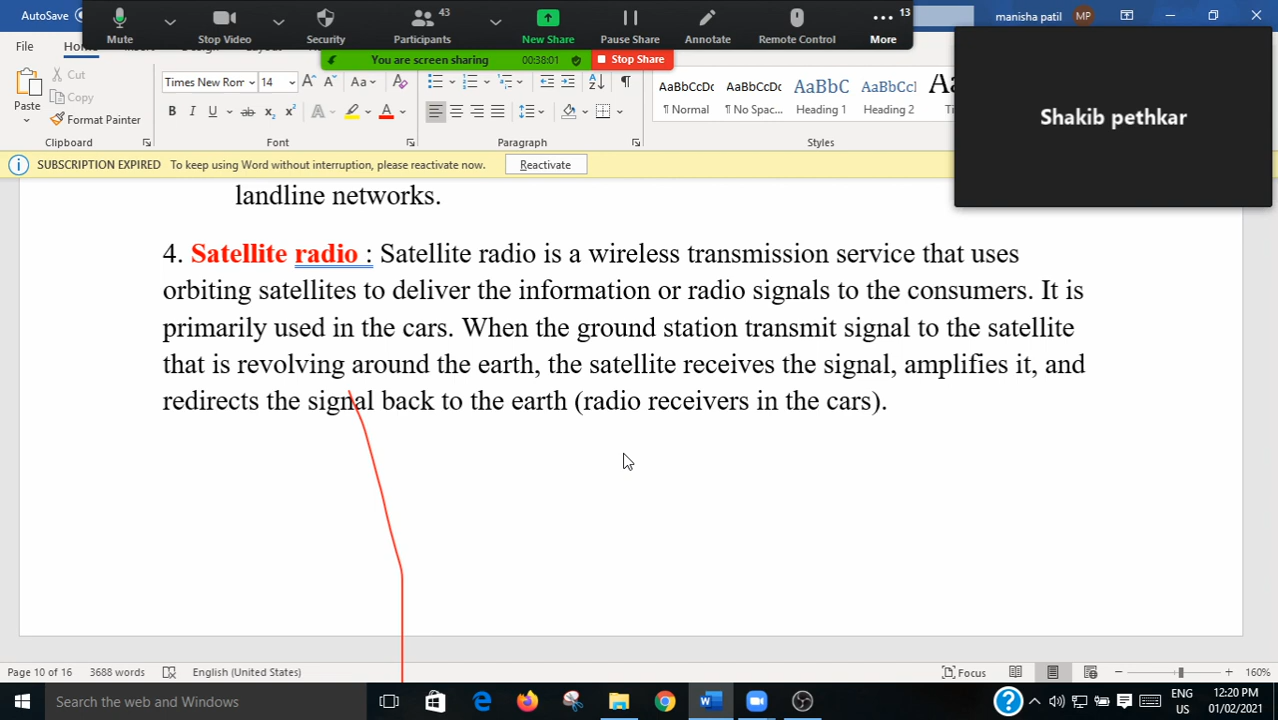 AutoSave
manisha patil MP
Mute
Stop Video
Security
43
Participants
New Share
Pause Share
Annotate
Remote Control
13
More
You are screen sharing 00:38:01 Stop Share
File Home
Paste
Cut
Copy
Format Painter
Clipboard
Times New Rom 14
Aa
B I U ab x₂ x² A A
Font
Paragraph
AaBbCcDc AaBbCcDc AaBbC AaBbCcI
¶ Normal ¶ No Spac... Heading 1 Heading 2
Styles
Shakib pethkar
SUBSCRIPTION EXPIRED To keep using Word without interruption, please reactivate now. Reactivate
landline networks.
4. Satellite radio : Satellite radio is a wireless transmission service that uses
orbiting satellites to deliver the information or radio signals to the consumers. It is
primarily used in the cars. When the ground station transmit signal to the satellite
that is revolving around the earth, the satellite receives the signal, amplifies it, and
redirects the signal back to the earth (radio receivers in the cars).
Page 10 of 16 3688 words English (United States) Focus 160%
Search the web and Windows
ENG
US
12:20 PM
01/02/2021